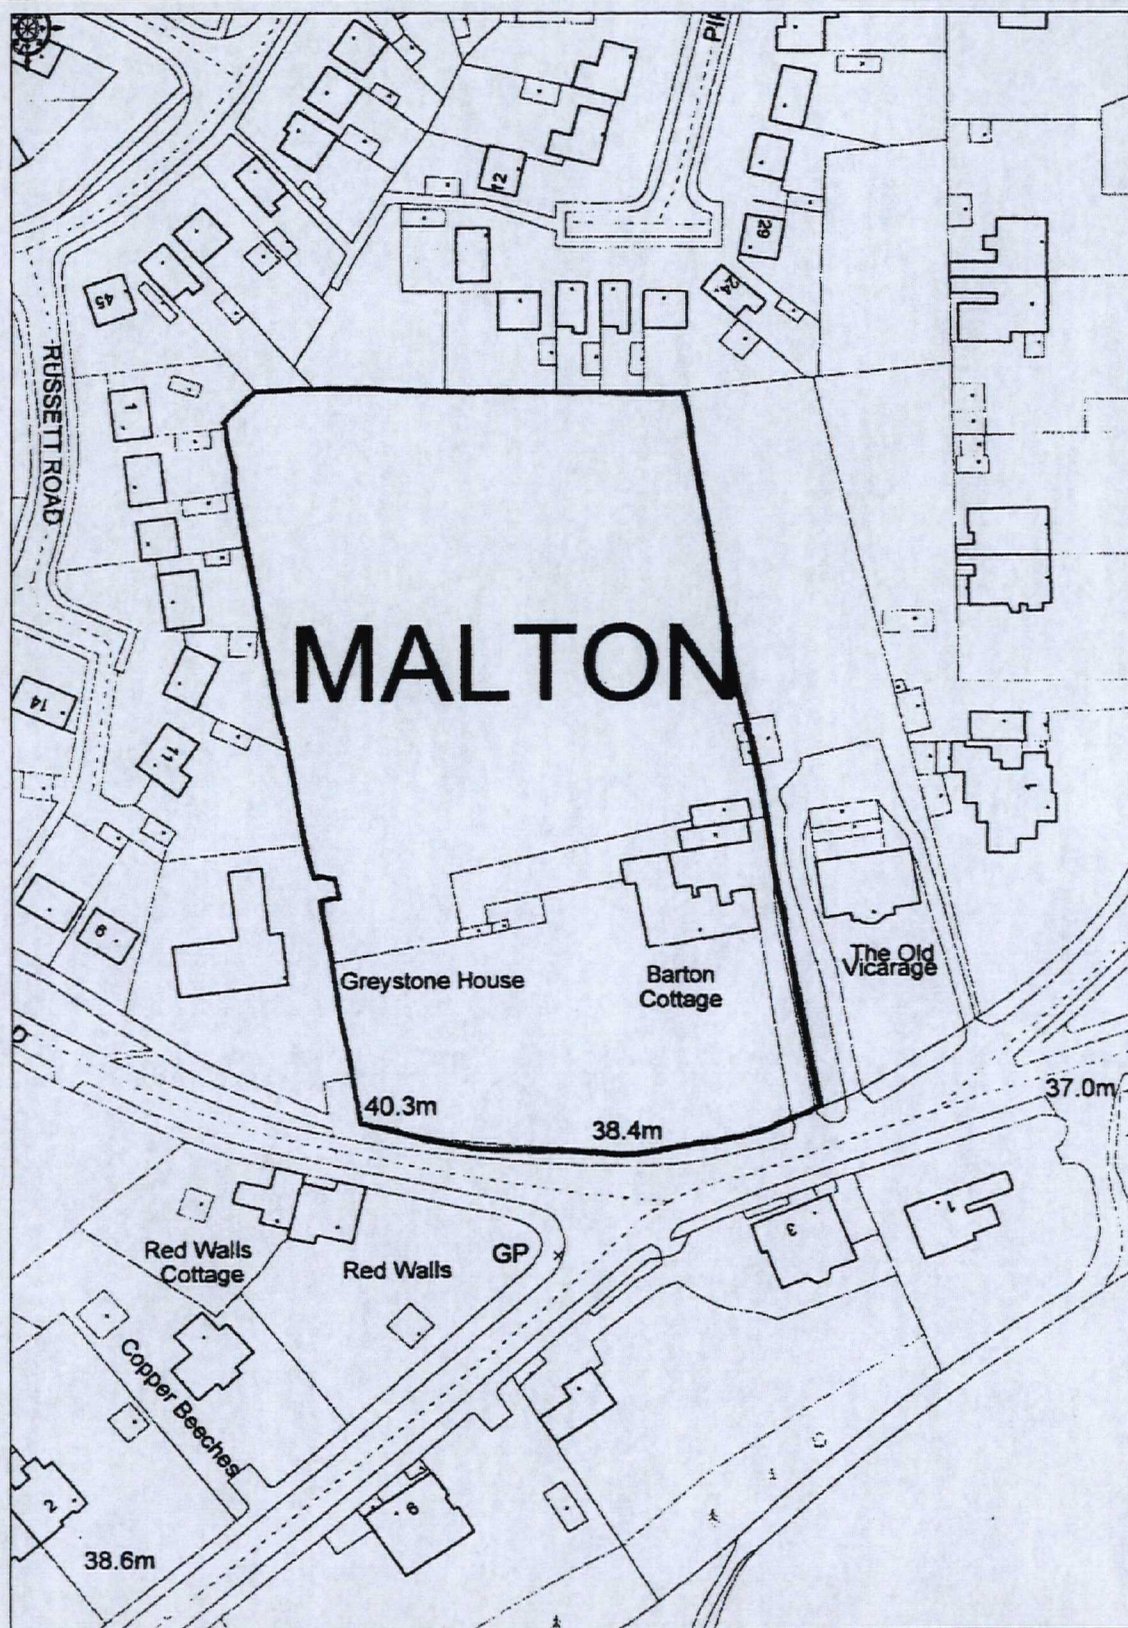 PI
12
29
24
45
RUSSETT ROAD
1
MALTON
14
11
1
9
The Old
Vicarage
Greystone House
Barton
Cottage
40.3m
38.4m
37.0m
3
1
Red Walls
Cottage
Red Walls
GP
Copper Beeches
2
6
38.6m